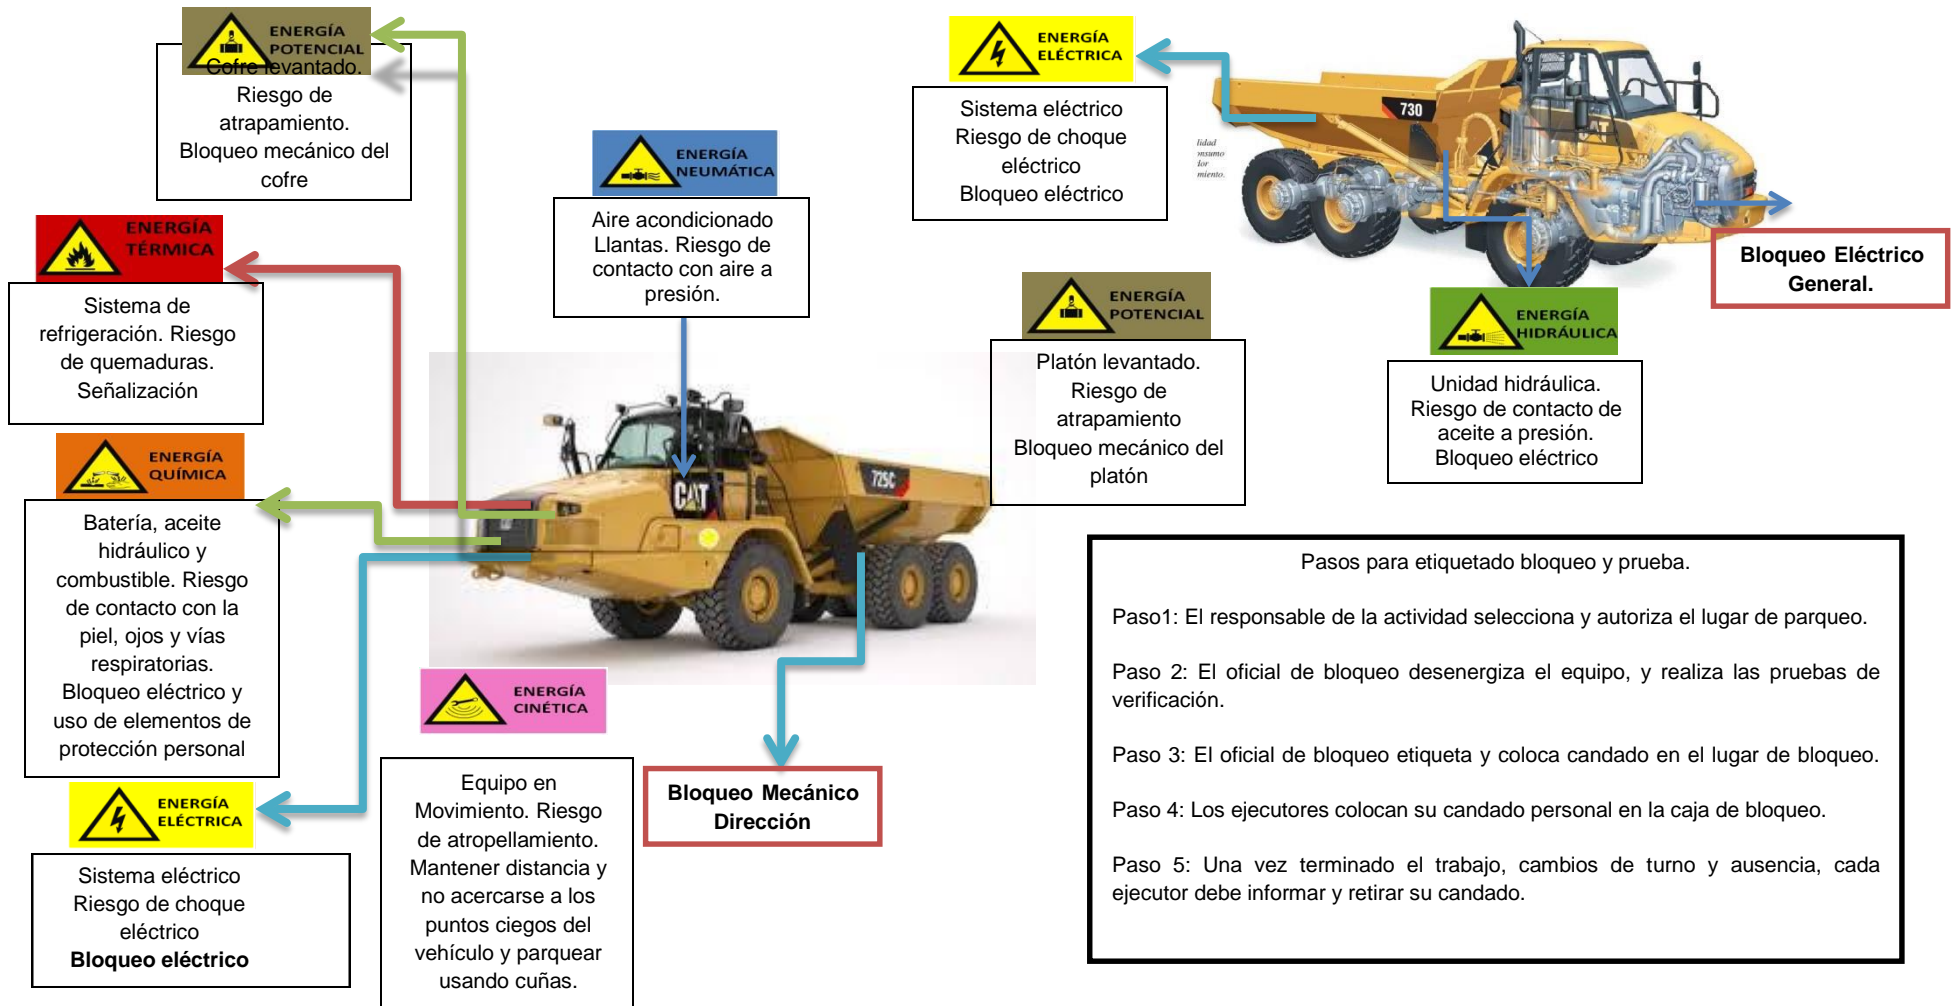 ENERGÍA
POTENCIAL
Cofre levantado.
Riesgo de
atrapamiento.
Bloqueo mecánico del
cofre
ENERGÍA
TÉRMICA
Sistema de
refrigeración. Riesgo
de quemaduras.
Señalización
ENERGÍA
QUÍMICA
Batería, aceite
hidráulico y
combustible. Riesgo
de contacto con la
piel, ojos y vías
respiratorias.
Bloqueo eléctrico y
uso de elementos de
protección personal
ENERGÍA
ELÉCTRICA
Sistema eléctrico
Riesgo de choque
eléctrico
Bloqueo eléctrico
ENERGÍA
NEUMÁTICA
Aire acondicionado
Llantas. Riesgo de
contacto con aire a
presión.
CAT
725C
ENERGÍA
CINÉTICA
Equipo en
Movimiento. Riesgo
de atropellamiento.
Mantener distancia y
no acercarse a los
puntos ciegos del
vehículo y parquear
usando cuñas.
Bloqueo Mecánico
Dirección
ENERGÍA
ELÉCTRICA
Sistema eléctrico
Riesgo de choque
eléctrico
Bloqueo eléctrico
730
lidad
nsumo
dor
miento.
ENERGÍA
POTENCIAL
Platón levantado.
Riesgo de
atrapamiento
Bloqueo mecánico del
platón
Bloqueo Eléctrico
General.
ENERGÍA
HIDRÁULICA
Unidad hidráulica.
Riesgo de contacto de
aceite a presión.
Bloqueo eléctrico
Pasos para etiquetado bloqueo y prueba.
Paso1: El responsable de la actividad selecciona y autoriza el lugar de parqueo.
Paso 2: El oficial de bloqueo desenergiza el equipo, y realiza las pruebas de
verificación.
Paso 3: El oficial de bloqueo etiqueta y coloca candado en el lugar de bloqueo.
Paso 4: Los ejecutores colocan su candado personal en la caja de bloqueo.
Paso 5: Una vez terminado el trabajo, cambios de turno y ausencia, cada
ejecutor debe informar y retirar su candado.